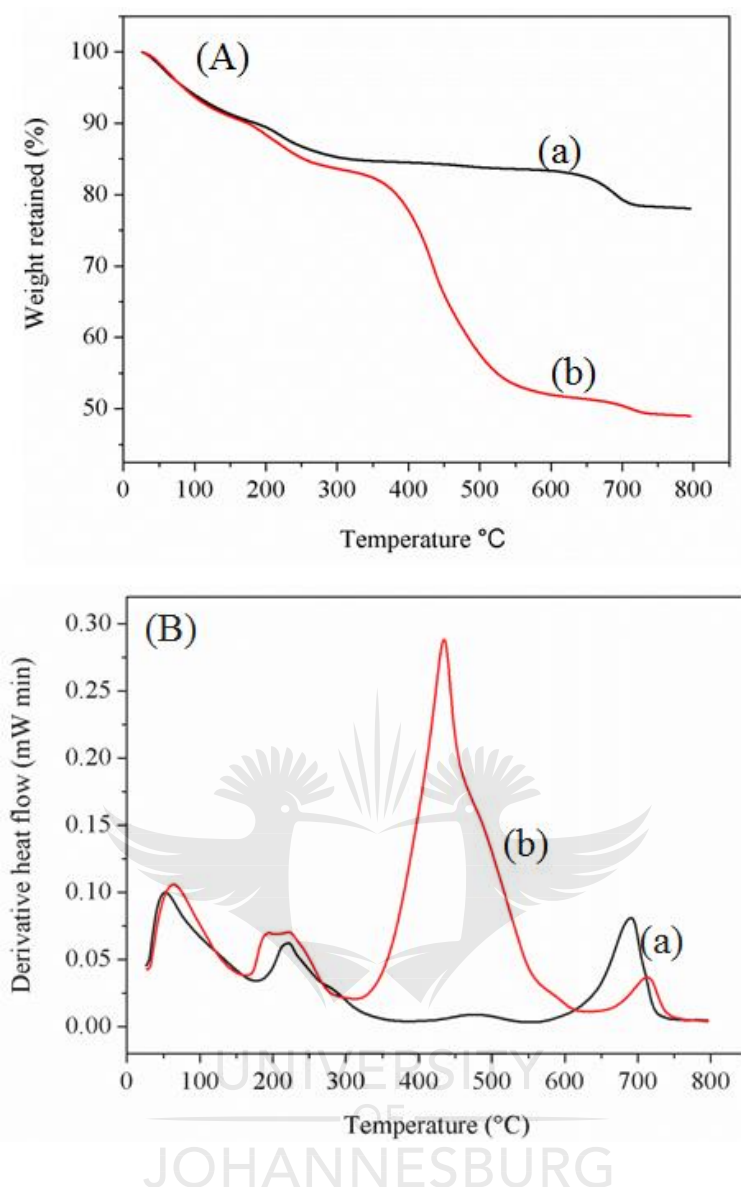 (A)
100
90
80
70
60
50
Weight retained (%)
(a)
(b)
0 100 200 300 400 500 600 700 800
Temperature °C
(B)
0.30
0.25
0.20
0.15
0.10
0.05
0.00
Derivative heat flow (mW min)
(b)
(a)
0 100 200 300 400 500 600 700 800
UNIVERSITY
OF
Temperature (°C)
JOHANNESBURG